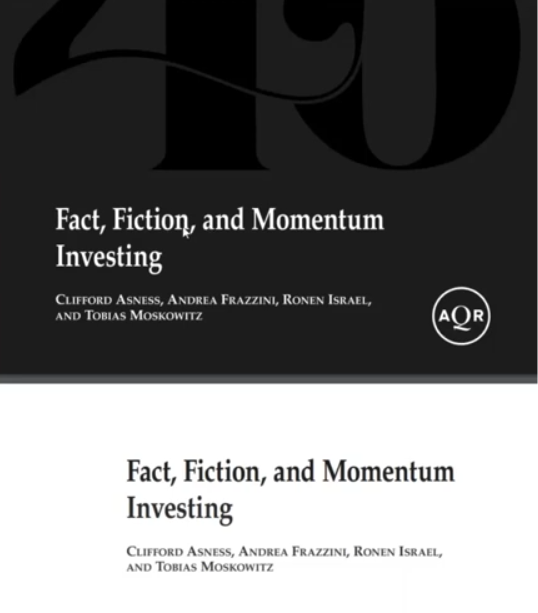 40
Fact, Fiction, and Momentum
Investing
CLIFFORD ASNESS, ANDREA FRAZZINI, RONEN ISRAEL,
AND TOBIAS MOSKOWITZ
AQR
Fact, Fiction, and Momentum
Investing
CLIFFORD ASNESS, ANDREA FRAZZINI, RONEN ISRAEL,
AND TOBIAS MOSKOWITZ